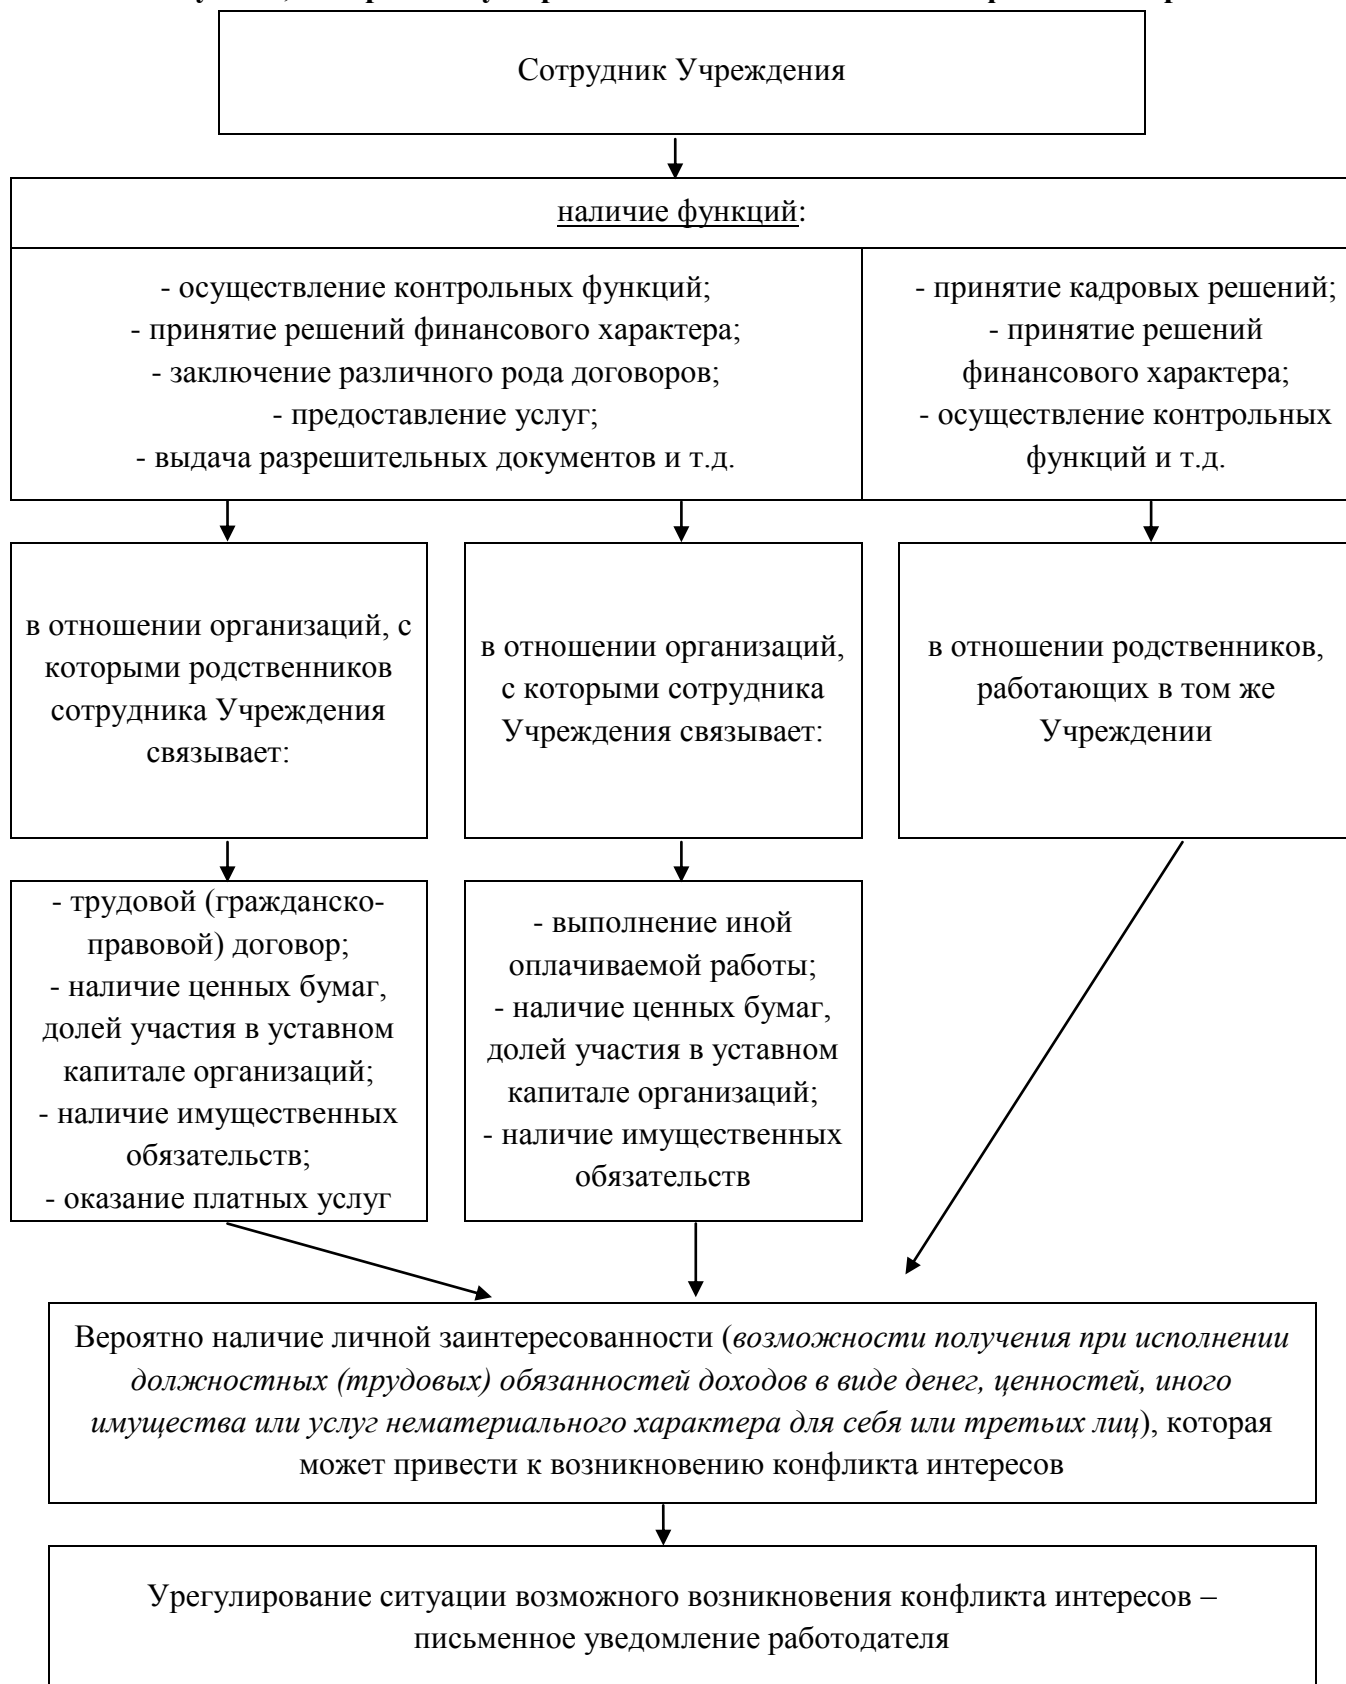 Сотрудник Учреждения
наличие функций:
- осуществление контрольных функций;
- принятие решений финансового характера;
- заключение различного рода договоров;
- предоставление услуг;
- выдача разрешительных документов и т.д.
- принятие кадровых решений;
- принятие решений
финансового характера;
- осуществление контрольных
функций и т.д.
в отношении организаций, с
которыми родственников
сотрудника Учреждения
связывает:
в отношении организаций,
с которыми сотрудника
Учреждения связывает:
в отношении родственников,
работающих в том же
Учреждении
- трудовой (гражданско-
правовой) договор;
- наличие ценных бумаг,
долей участия в уставном
капитале организаций;
- наличие имущественных
обязательств;
- оказание платных услуг
- выполнение иной
оплачиваемой работы;
- наличие ценных бумаг,
долей участия в уставном
капитале организаций;
- наличие имущественных
обязательств
Вероятно наличие личной заинтересованности (возможности получения при исполнении
должностных (трудовых) обязанностей доходов в виде денег, ценностей, иного
имущества или услуг нематериального характера для себя или третьих лиц), которая
может привести к возникновению конфликта интересов
Урегулирование ситуации возможного возникновения конфликта интересов –
письменное уведомление работодателя